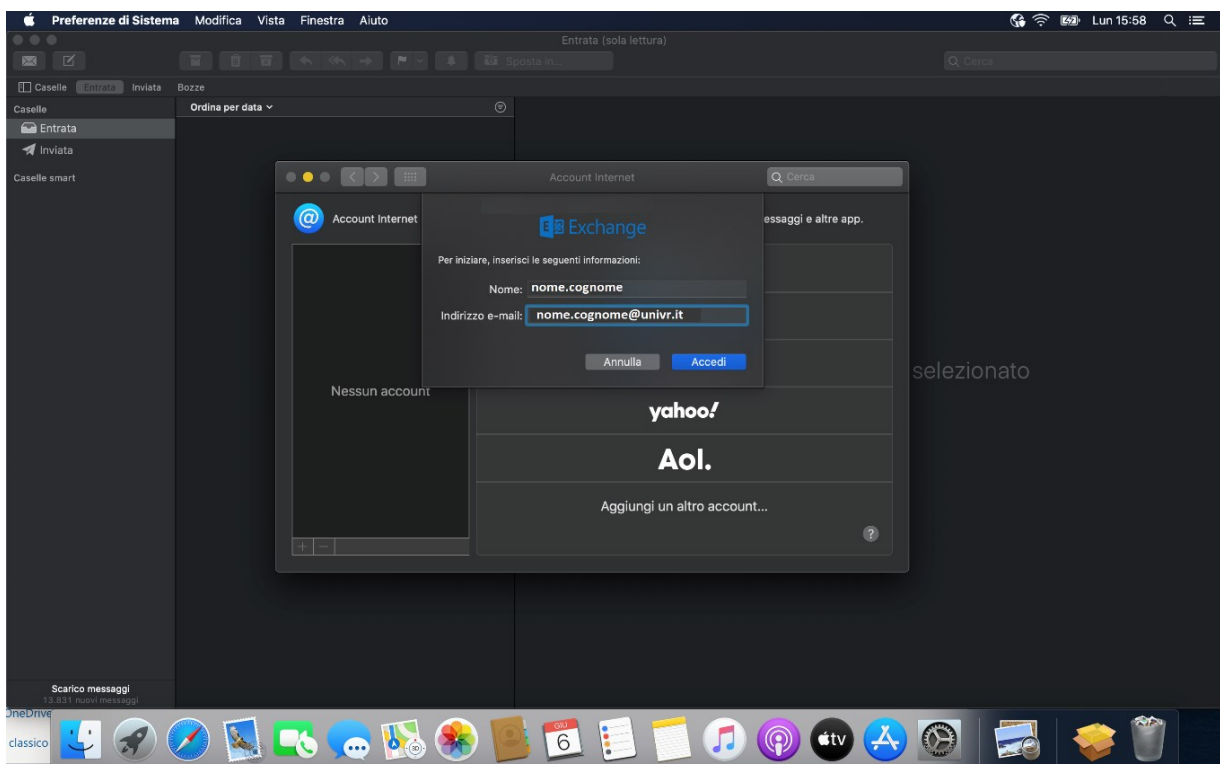 Preferenze di Sistema Modifica Vista Finestra Aiuto Lun 15:58
Entrata (sola lettura)
Sposta in... Cerca
Caselle Entrata Inviata Bozze
Caselle
Ordina per data
Entrata
Inviata
Caselle smart
Account Internet Cerca
Account Internet
essaggi e altre app.
Exchange
Per iniziare, inserisci le seguenti informazioni:
Nome: nome.cognome
Indirizzo e-mail: nome.cognome@univr.it
Annulla Accedi
selezionato
Nessun account
yahoo!
Aol.
Aggiungi un altro account...
?
+ −
Scarico messaggi
13.831 nuovi messaggi
OneDrive
classico
GIU
6
tv